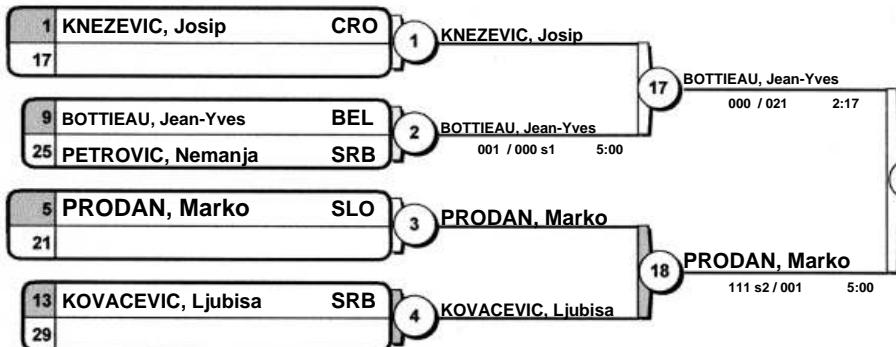 1 KNEZEVIC, Josip CRO
17
1
KNEZEVIC, Josip
9 BOTTIEAU, Jean-Yves BEL
25 PETROVIC, Nemanja SRB
2
BOTTIEAU, Jean-Yves
001 / 000 s1 5:00
17
BOTTIEAU, Jean-Yves
000 / 021 2:17
5 PRODAN, Marko SLO
21
3
PRODAN, Marko
13 KOVACEVIC, Ljubisa SRB
29
4
KOVACEVIC, Ljubisa
18
PRODAN, Marko
111 s2 / 001 5:00